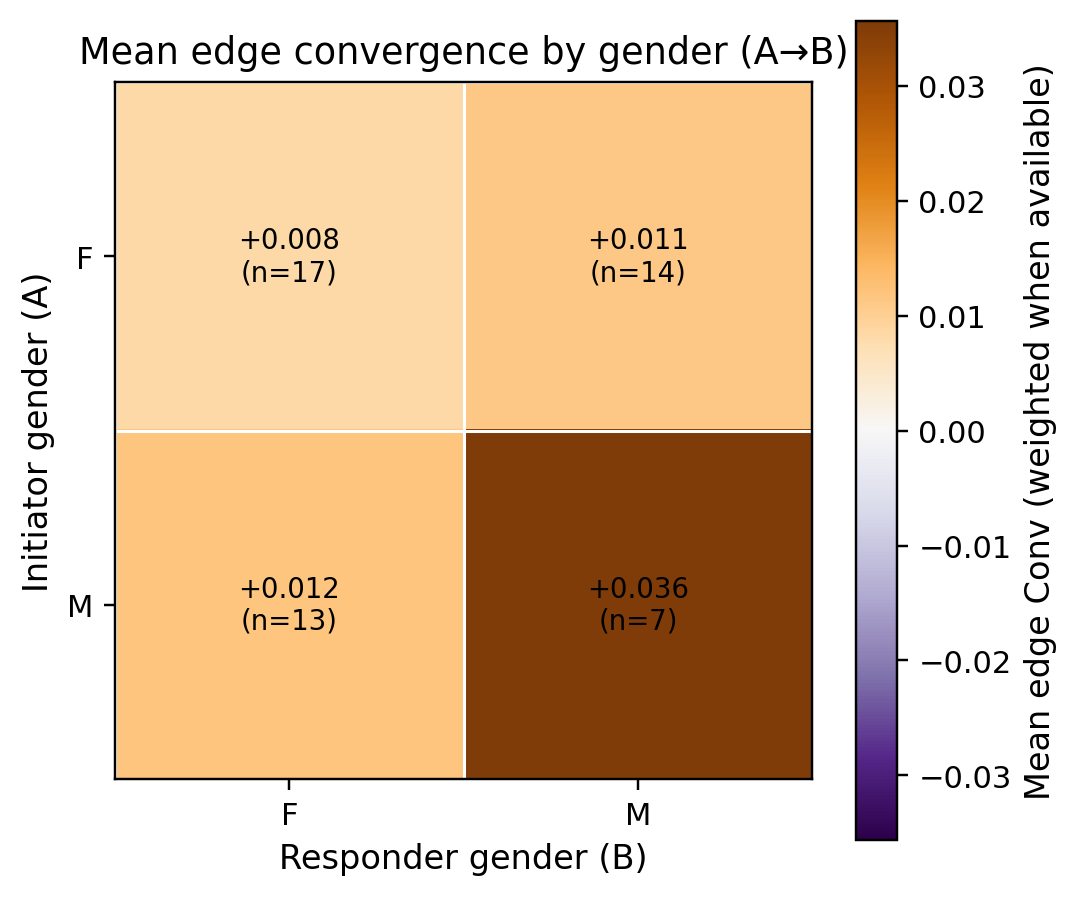 Mean edge convergence by gender (A→B)
Initiator gender (A)
F
M
+0.008
(n=17)
+0.011
(n=14)
+0.012
(n=13)
+0.036
(n=7)
F
M
Responder gender (B)
0.03
0.02
0.01
0.00
−0.01
−0.02
−0.03
Mean edge Conv (weighted when available)